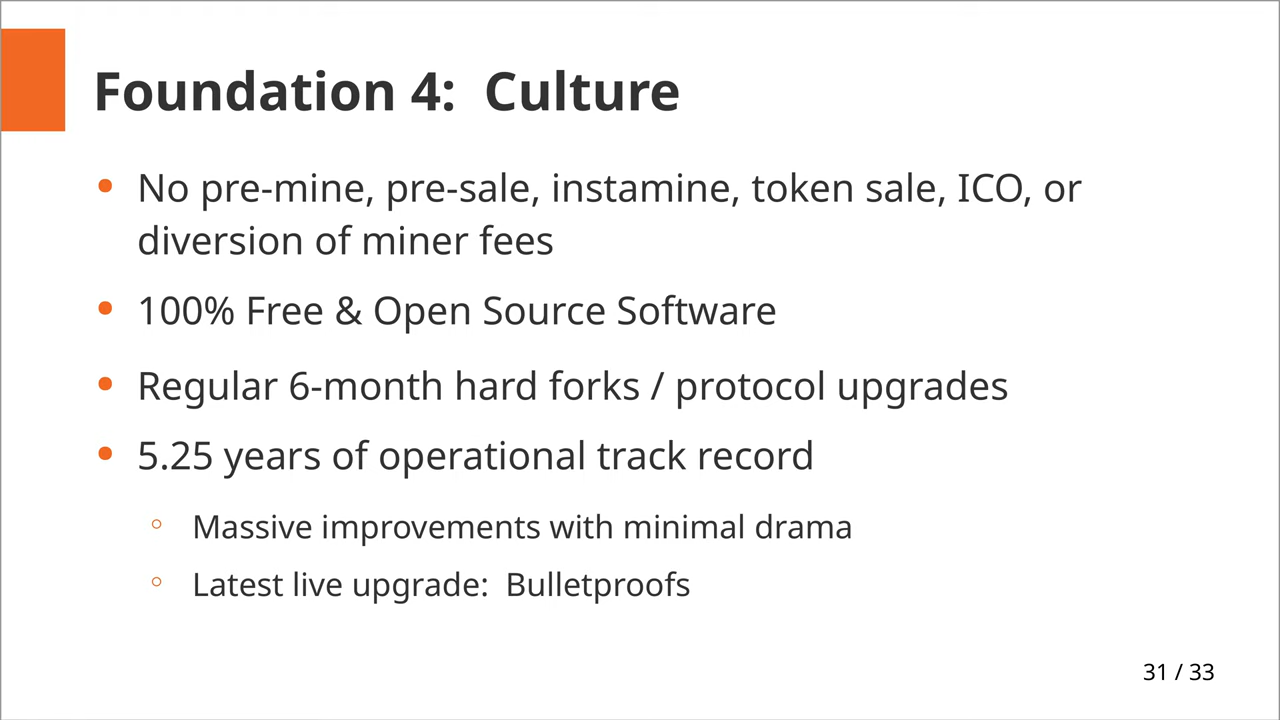 Foundation 4:  Culture
• No pre-mine, pre-sale, instamine, token sale, ICO, or
diversion of miner fees
• 100% Free & Open Source Software
• Regular 6-month hard forks / protocol upgrades
• 5.25 years of operational track record
○ Massive improvements with minimal drama
○ Latest live upgrade:  Bulletproofs
31 / 33